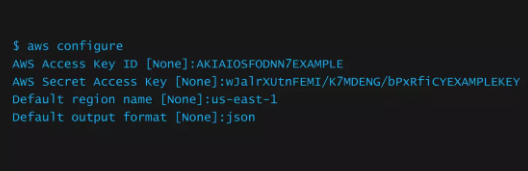 $ aws configure
AWS Access Key ID [None]:AKIAIOSFODNN7EXAMPLE
AWS Secret Access Key [None]:wJalrXUtnFEMI/K7MDENG/bPxRfiCYEXAMPLEKEY
Default region name [None]:us-east-1
Default output format [None]:json